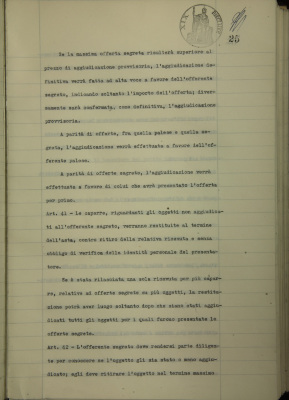 25
Se la massima offerta segreta risulterà superiore al
prezzo di aggiudicazione provvisoria, l'aggiudicazione de-
finitiva verrà fatta ad alta voce a favore dell'offerente
segreto, indicando soltanto l'importo dell'offerta; diver-
samente sarà confermata, come definitiva, l'aggiudicazione
provvisoria.
A parità di offerta, fra quella palese e quella se-
greta, l'aggiudicazione verrà effettuata a favore dell'of-
ferente palese.
A parità di offerte segrete, l'aggiudicazione verrà
effettuata a favore di colui che avrà presentato l'offerta
per primo.
Art. 41 - Le caparre, riguardanti gli oggetti non aggiudica-
ti all'offerente segreto, verranno restituite al termine
dell'asta, contro ritiro della relativa ricevuta e senza
obbligo di verifica della identità personale del presenta-
tore.
Se è stata rilasciata una sola ricevuta per più capar-
re, relative ad offerte segrete su più oggetti, la restitu-
zione potrà aver luogo soltanto dopo che siano stati aggiu-
dicati tutti gli oggetti per i quali furono presentate le
offerte segrete.
Art. 42 - L'offerente segreto deve rendersi parte diligen-
te per conoscere se l'oggetto gli sia stato o meno aggiu-
dicato; egli deve ritirare l'oggetto nel termine massimo